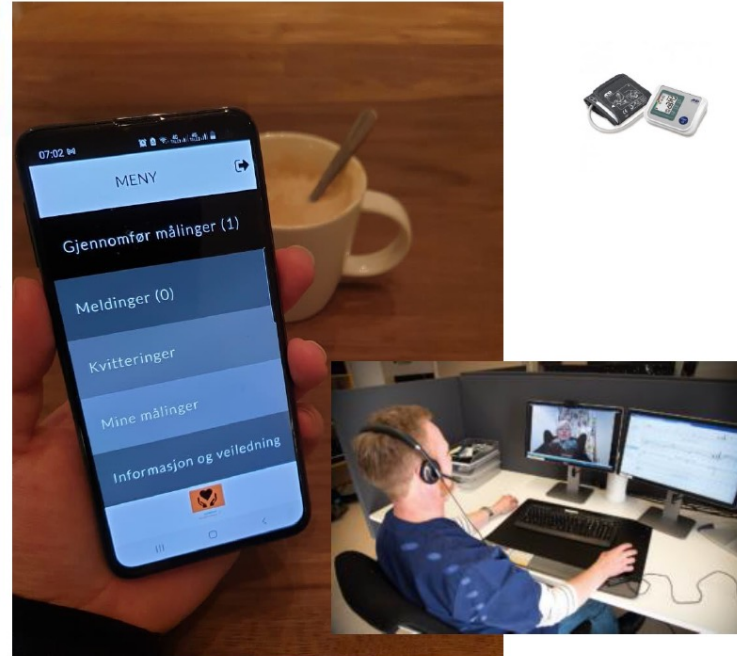 07:02
MENY
Gjennomfør målinger (1)
Meldinger (0)
Kvitteringer
Mine målinger
Informasjon og veiledning